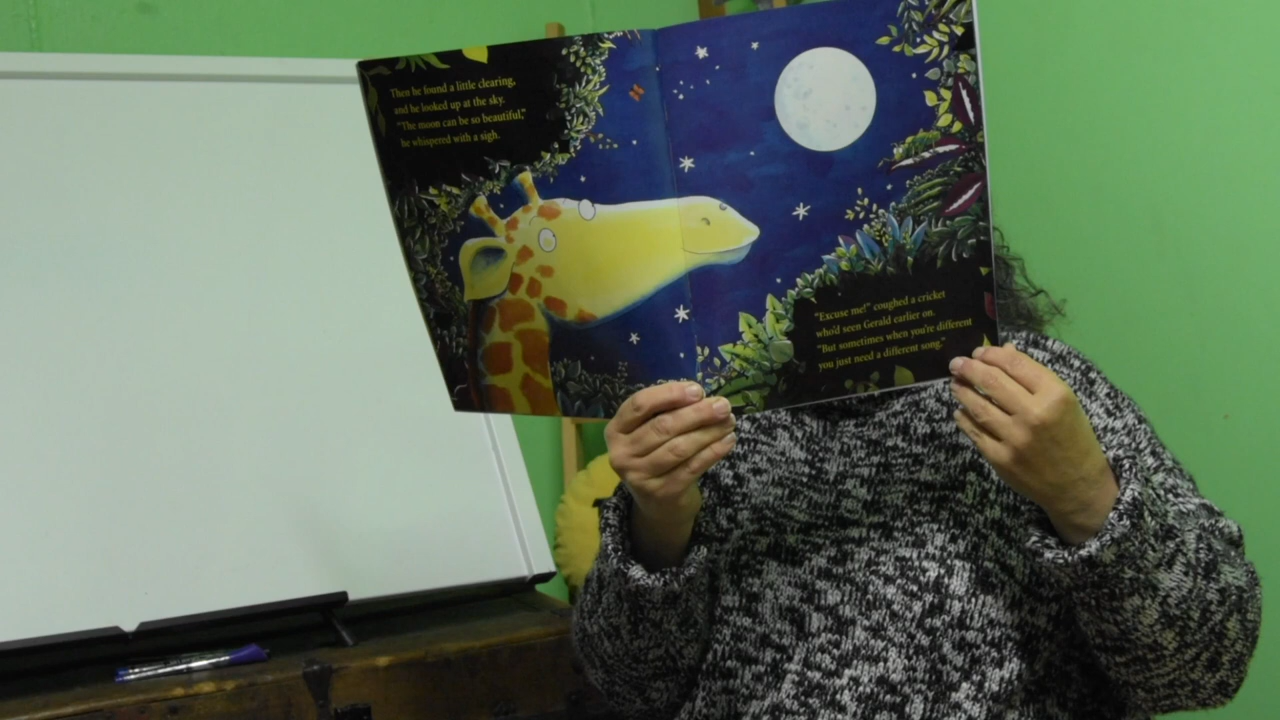 Then he found a little clearing,
and he looked up at the sky.
"The moon can be so beautiful,"
he whispered with a sigh.
"Excuse me!" coughed a cricket
who'd seen Gerald earlier on.
"But sometimes when you're different
you just need a different song."